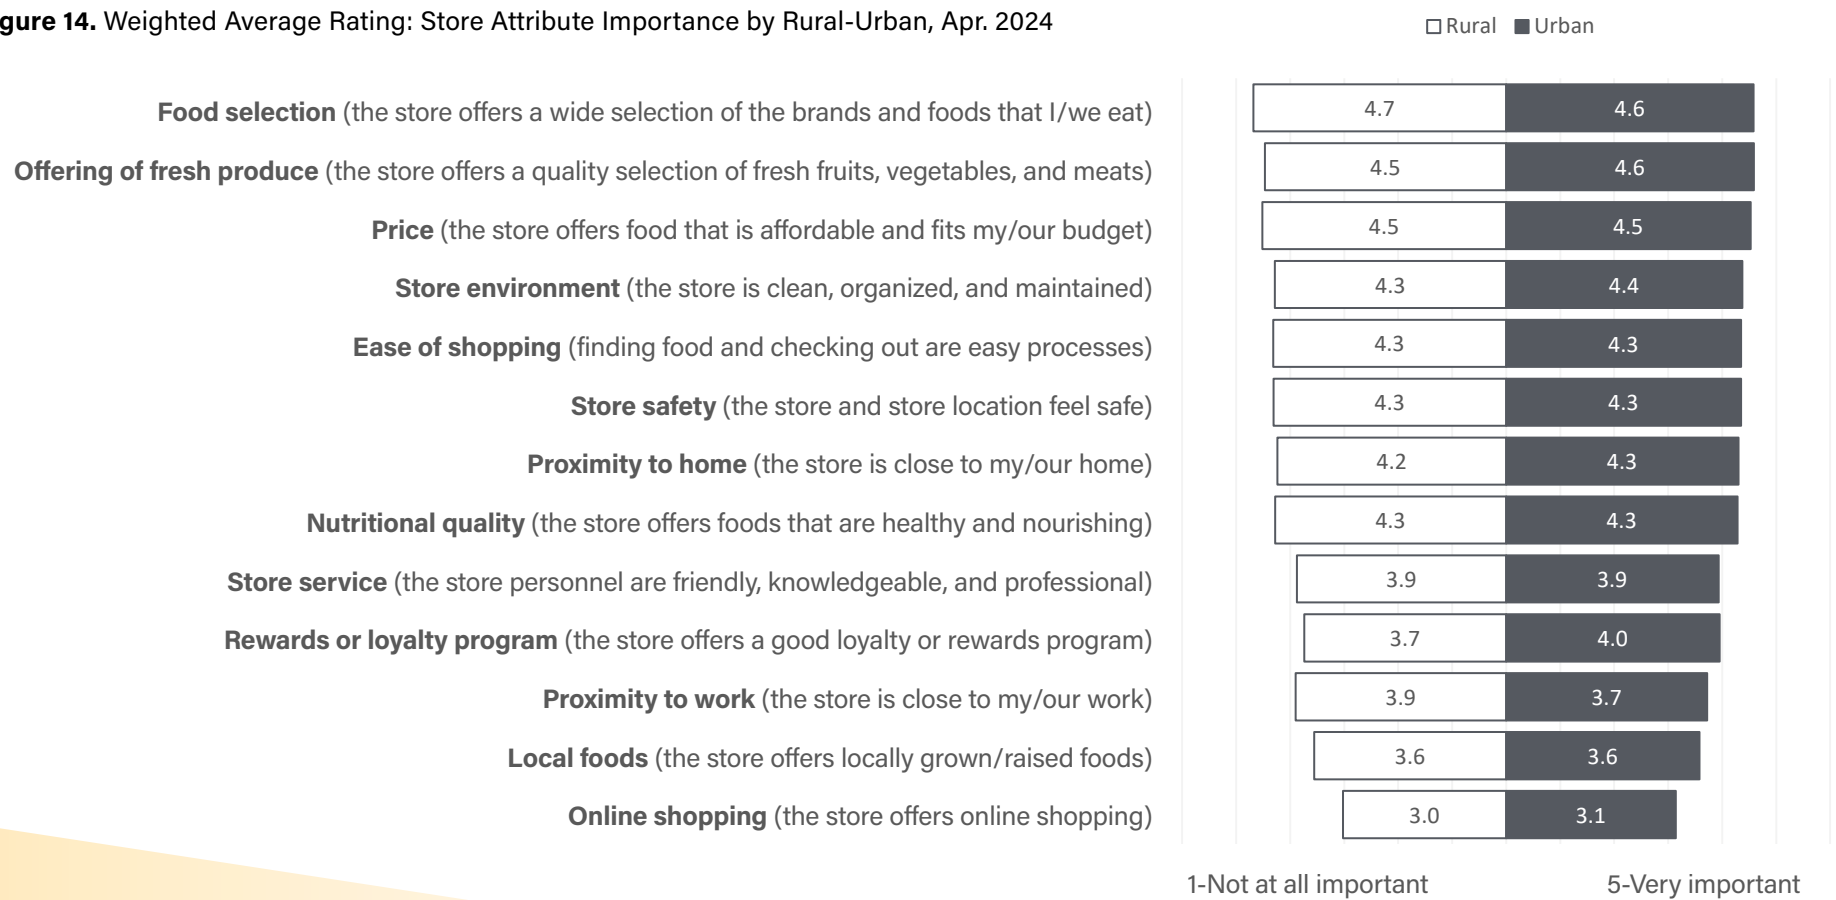 gure 14. Weighted Average Rating: Store Attribute Importance by Rural-Urban, Apr. 2024
Rural Urban
Food selection (the store offers a wide selection of the brands and foods that I/we eat) 4.7 4.6
Offering of fresh produce (the store offers a quality selection of fresh fruits, vegetables, and meats) 4.5 4.6
Price (the store offers food that is affordable and fits my/our budget) 4.5 4.5
Store environment (the store is clean, organized, and maintained) 4.3 4.4
Ease of shopping (finding food and checking out are easy processes) 4.3 4.3
Store safety (the store and store location feel safe) 4.3 4.3
Proximity to home (the store is close to my/our home) 4.2 4.3
Nutritional quality (the store offers foods that are healthy and nourishing) 4.3 4.3
Store service (the store personnel are friendly, knowledgeable, and professional) 3.9 3.9
Rewards or loyalty program (the store offers a good loyalty or rewards program) 3.7 4.0
Proximity to work (the store is close to my/our work) 3.9 3.7
Local foods (the store offers locally grown/raised foods) 3.6 3.6
Online shopping (the store offers online shopping) 3.0 3.1
1-Not at all important 5-Very important